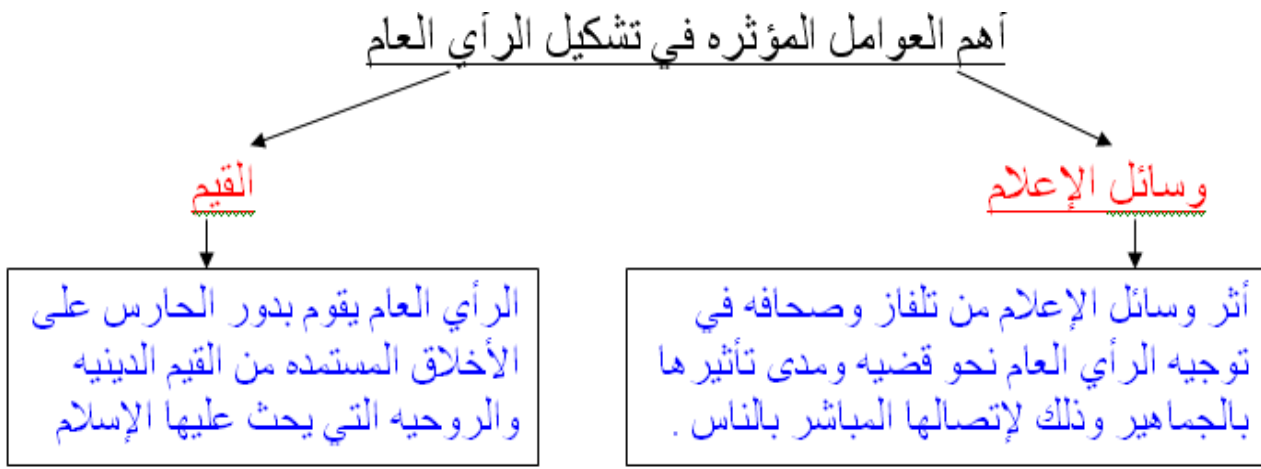 أهم العوامل المؤثره في تشكيل الرأي العام
وسائل الإعلام
أثر وسائل الإعلام من تلفاز وصحافه في
توجيه الرأي العام نحو قضيه ومدى تأثيرها
بالجماهير وذلك لإتصالها المباشر بالناس .
القيم
الرأي العام يقوم بدور الحارس على
الأخلاق المستمده من القيم الدينيه
والروحيه التي يحث عليها الإسلام